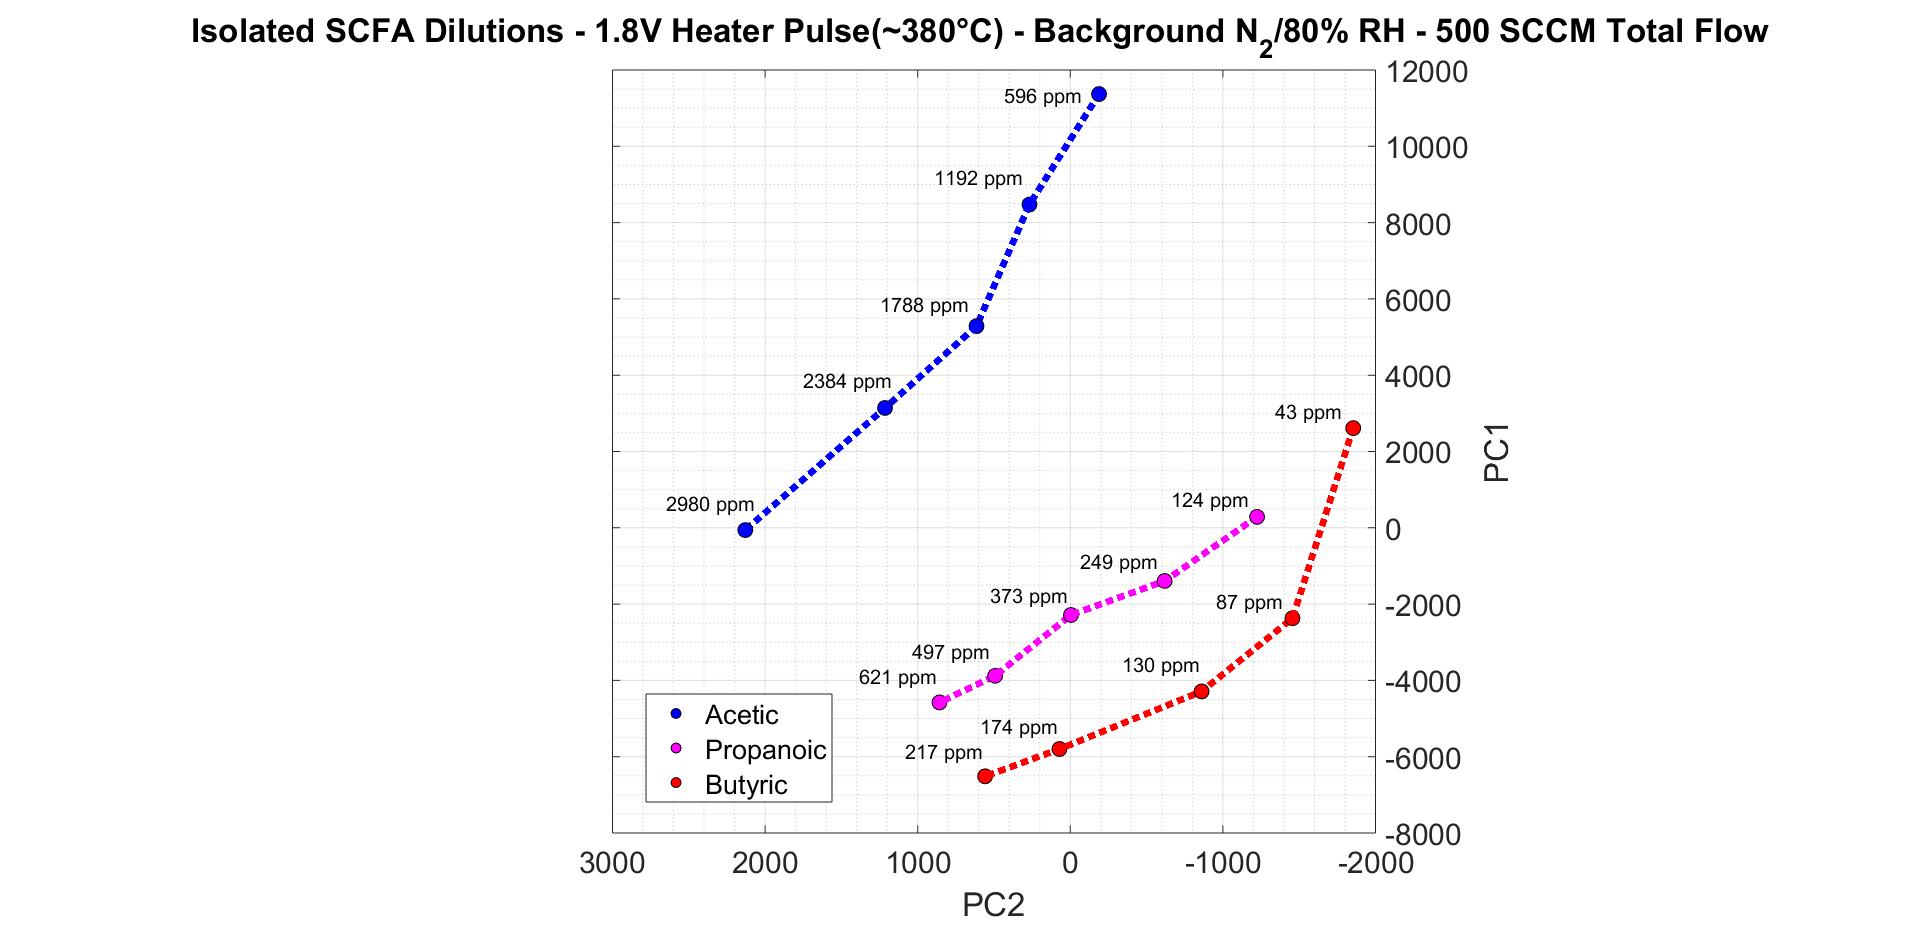 Isolated SCFA Dilutions - 1.8V Heater Pulse(~380°C) - Background N2/80% RH - 500 SCCM Total Flow
12000
596 ppm
10000
1192 ppm
8000
1788 ppm
6000
2384 ppm
4000
43 ppm
2000
PC1
2980 ppm
124 ppm
0
249 ppm
373 ppm
87 ppm
-2000
497 ppm
130 ppm
621 ppm
-4000
Acetic
174 ppm
Propanoic
217 ppm
-6000
Butyric
-8000
3000 2000 1000 0 -1000 -2000
PC2